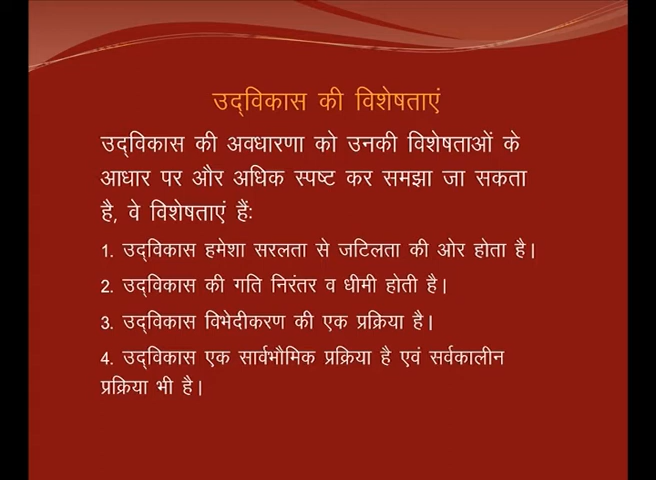 उद्विकास की विशेषताएं
उद्विकास की अवधारणा को उनकी विशेषताओं के
आधार पर और अधिक स्पष्ट कर समझा जा सकता
है, वे विशेषताएं हैं:
1. उद्विकास हमेशा सरलता से जटिलता की ओर होता है।
2. उद्विकास की गति निरंतर व धीमी होती है।
3. उद्विकास विभेदीकरण की एक प्रक्रिया है।
4. उद्विकास एक सार्वभौमिक प्रक्रिया है एवं सर्वकालीन
प्रक्रिया भी है।